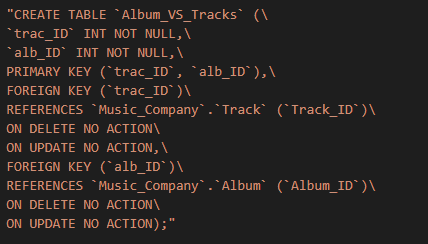 "CREATE TABLE `Album_VS_Tracks` (\
`trac_ID` INT NOT NULL,\
`alb_ID` INT NOT NULL,\
PRIMARY KEY (`trac_ID`, `alb_ID`),\
FOREIGN KEY (`trac_ID`)\
REFERENCES `Music_Company`.`Track` (`Track_ID`)\
ON DELETE NO ACTION\
ON UPDATE NO ACTION,\
FOREIGN KEY (`alb_ID`)\
REFERENCES `Music_Company`.`Album` (`Album_ID`)\
ON DELETE NO ACTION\
ON UPDATE NO ACTION);"